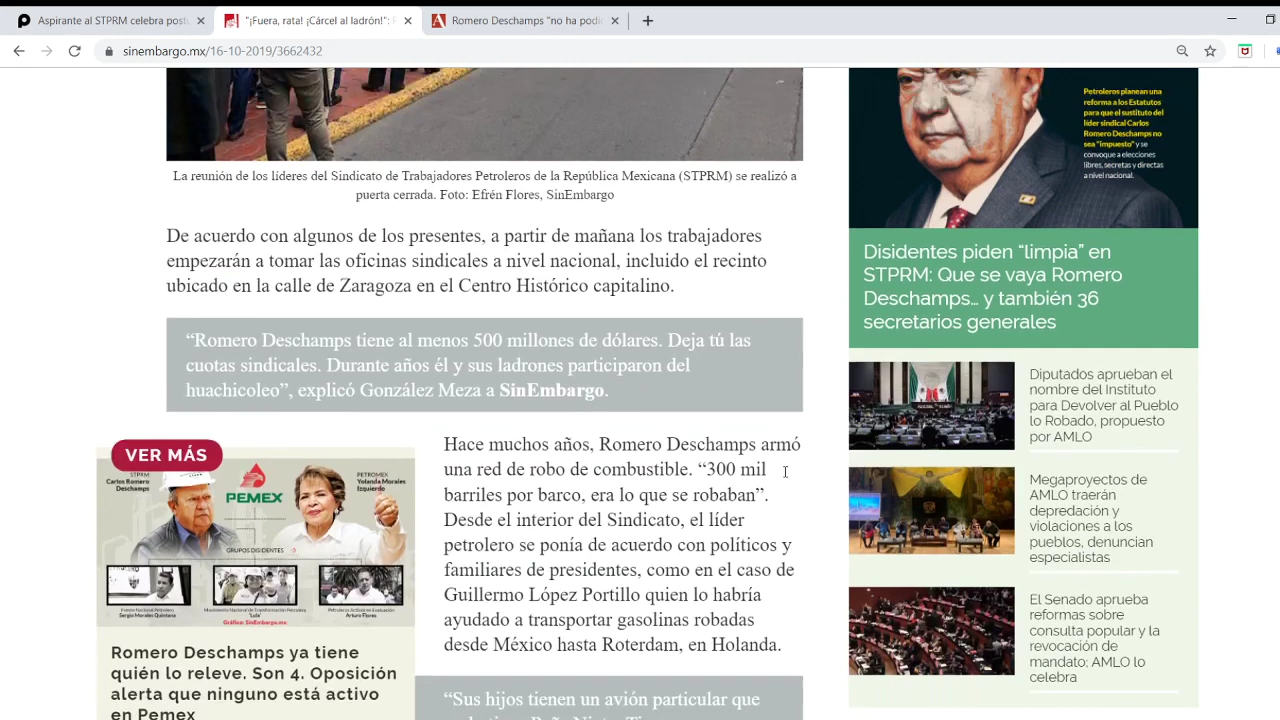 Aspirante al STPRM celebra postu
"¡Fuera, rata! ¡Cárcel al ladrón!": R
Romero Deschamps "no ha podi
sinembargo.mx/16-10-2019/3662432
La reunión de los líderes del Sindicato de Trabajadores Petroleros de la República Mexicana (STPRM) se realizó a
puerta cerrada. Foto: Efrén Flores, SinEmbargo
De acuerdo con algunos de los presentes, a partir de mañana los trabajadores
empezarán a tomar las oficinas sindicales a nivel nacional, incluido el recinto
ubicado en la calle de Zaragoza en el Centro Histórico capitalino.
“Romero Deschamps tiene al menos 500 millones de dólares. Deja tú las
cuotas sindicales. Durante años él y sus ladrones participaron del
huachicoleo”, explicó González Meza a SinEmbargo.
VER MÁS
STPRM
Carlos Romero
Deschamps
PEMEX
PETROMEX
Yolanda Morales
Izquierdo
GRUPOS DISIDENTES
Frente Nacional Petrolero
Sergio Morales Quintana
Movimiento Nacional de Transformación Petrolera
Petroleros Activos en Evolución
Arturo Flores
Gráfico: SinEmbargo.mx
Romero Deschamps ya tiene
quién lo releve. Son 4. Oposición
alerta que ninguno está activo
en Pemex
Hace muchos años, Romero Deschamps armó
una red de robo de combustible. “300 mil
barriles por barco, era lo que se robaban”.
Desde el interior del Sindicato, el líder
petrolero se ponía de acuerdo con políticos y
familiares de presidentes, como en el caso de
Guillermo López Portillo quien lo habría
ayudado a transportar gasolinas robadas
desde México hasta Roterdam, en Holanda.
“Sus hijos tienen un avión particular que
Petroleros planean una
reforma a los Estatutos
para que el sustituto del
líder sindical Carlos
Romero Deschamps no
sea “impuesto” y se
convoque a elecciones
libres, secretas y directas
a nivel nacional.
Disidentes piden “limpia” en
STPRM: Que se vaya Romero
Deschamps… y también 36
secretarios generales
Diputados aprueban el
nombre del Instituto
para Devolver al Pueblo
lo Robado, propuesto
por AMLO
Megaproyectos de
AMLO traerán
depredación y
violaciones a los
pueblos, denuncian
especialistas
El Senado aprueba
reformas sobre
consulta popular y la
revocación de
mandato; AMLO lo
celebra